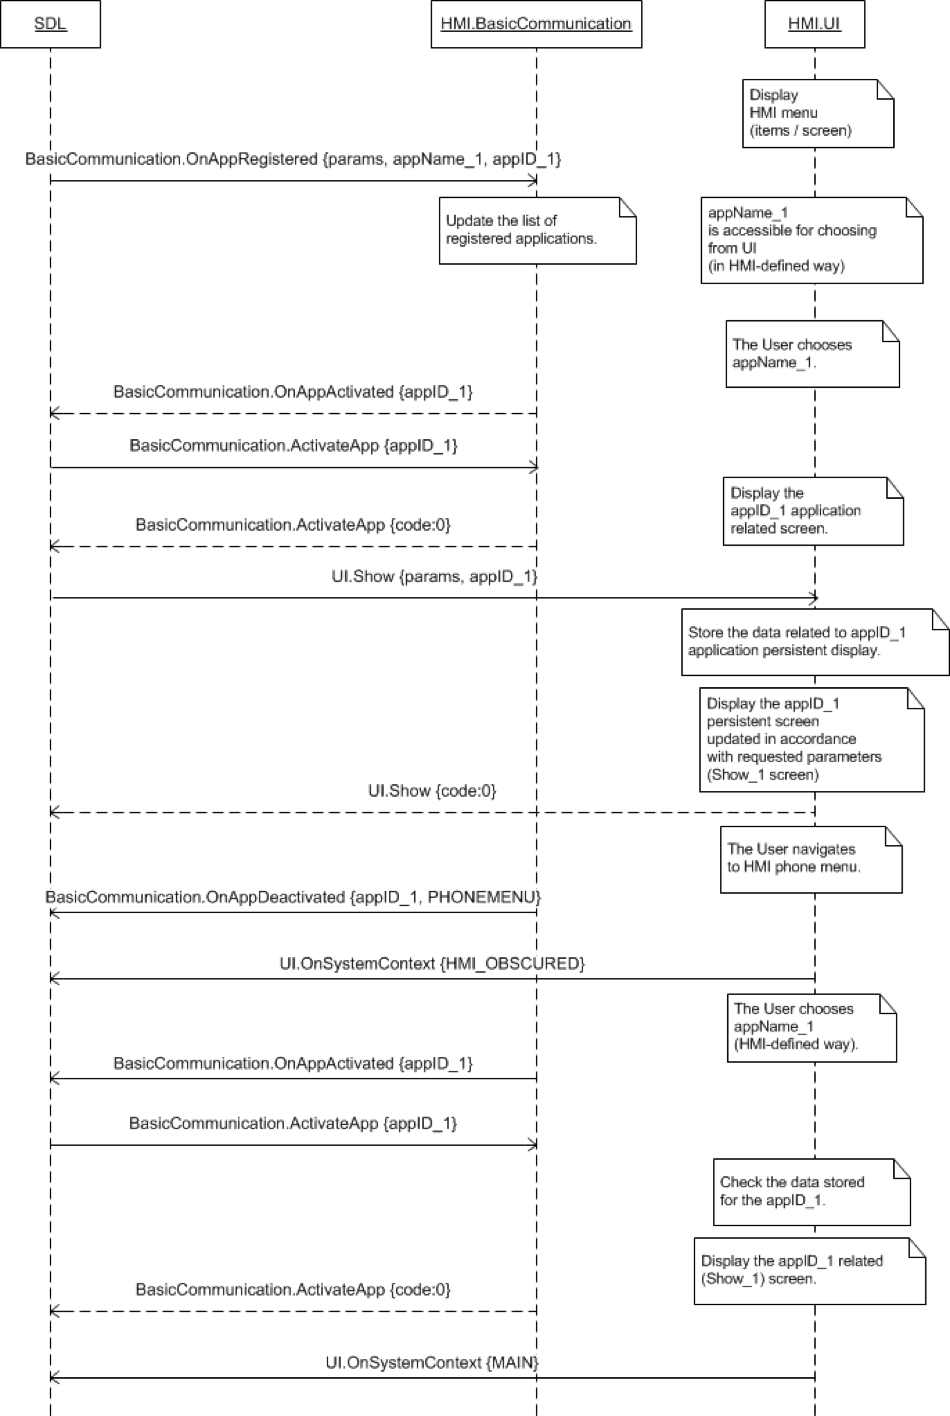 SDL
HMI.BasicCommunication
HMI.UI
Display
HMI menu
(items / screen)
BasicCommunication.OnAppRegistered {params, appName_1, appID_1}
Update the list of
registered applications.
appName_1
is accessible for choosing
from UI
(in HMI-defined way)
The User chooses
appName_1.
BasicCommunication.OnAppActivated {appID_1}
BasicCommunication.ActivateApp {appID_1}
Display the
appID_1 application
related screen.
BasicCommunication.ActivateApp {code:0}
UI.Show {params, appID_1}
Store the data related to appID_1
application persistent display.
Display the appID_1
persistent screen
updated in accordance
with requested parameters
(Show_1 screen)
UI.Show {code:0}
The User navigates
to HMI phone menu.
BasicCommunication.OnAppDeactivated {appID_1, PHONEMENU}
UI.OnSystemContext {HMI_OBSCURED}
The User chooses
appName_1
(HMI-defined way).
BasicCommunication.OnAppActivated {appID_1}
BasicCommunication.ActivateApp {appID_1}
Check the data stored
for the appID_1.
Display the appID_1 related
(Show_1) screen.
BasicCommunication.ActivateApp {code:0}
UI.OnSystemContext {MAIN}